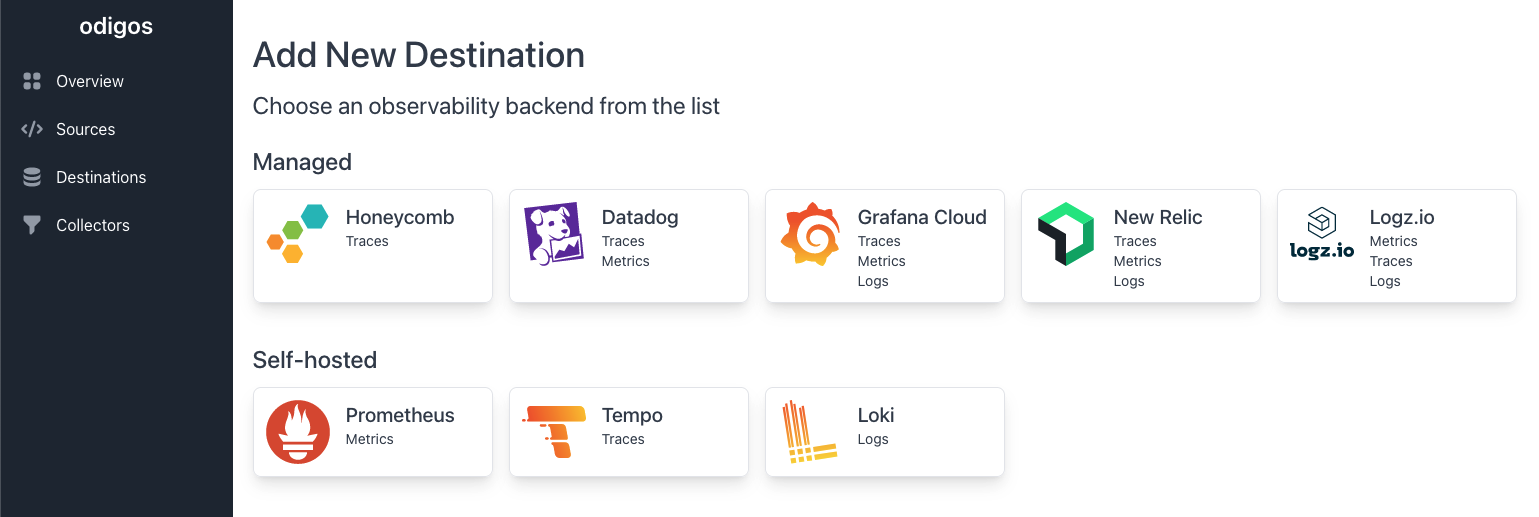 odigos
Overview
Sources
Destinations
Collectors
Add New Destination
Choose an observability backend from the list
Managed
Honeycomb
Traces
Datadog
Traces
Metrics
Grafana Cloud
Traces
Metrics
Logs
New Relic
Traces
Metrics
Logs
logz.io
Logz.io
Metrics
Traces
Logs
Self-hosted
Prometheus
Metrics
Tempo
Traces
Loki
Logs